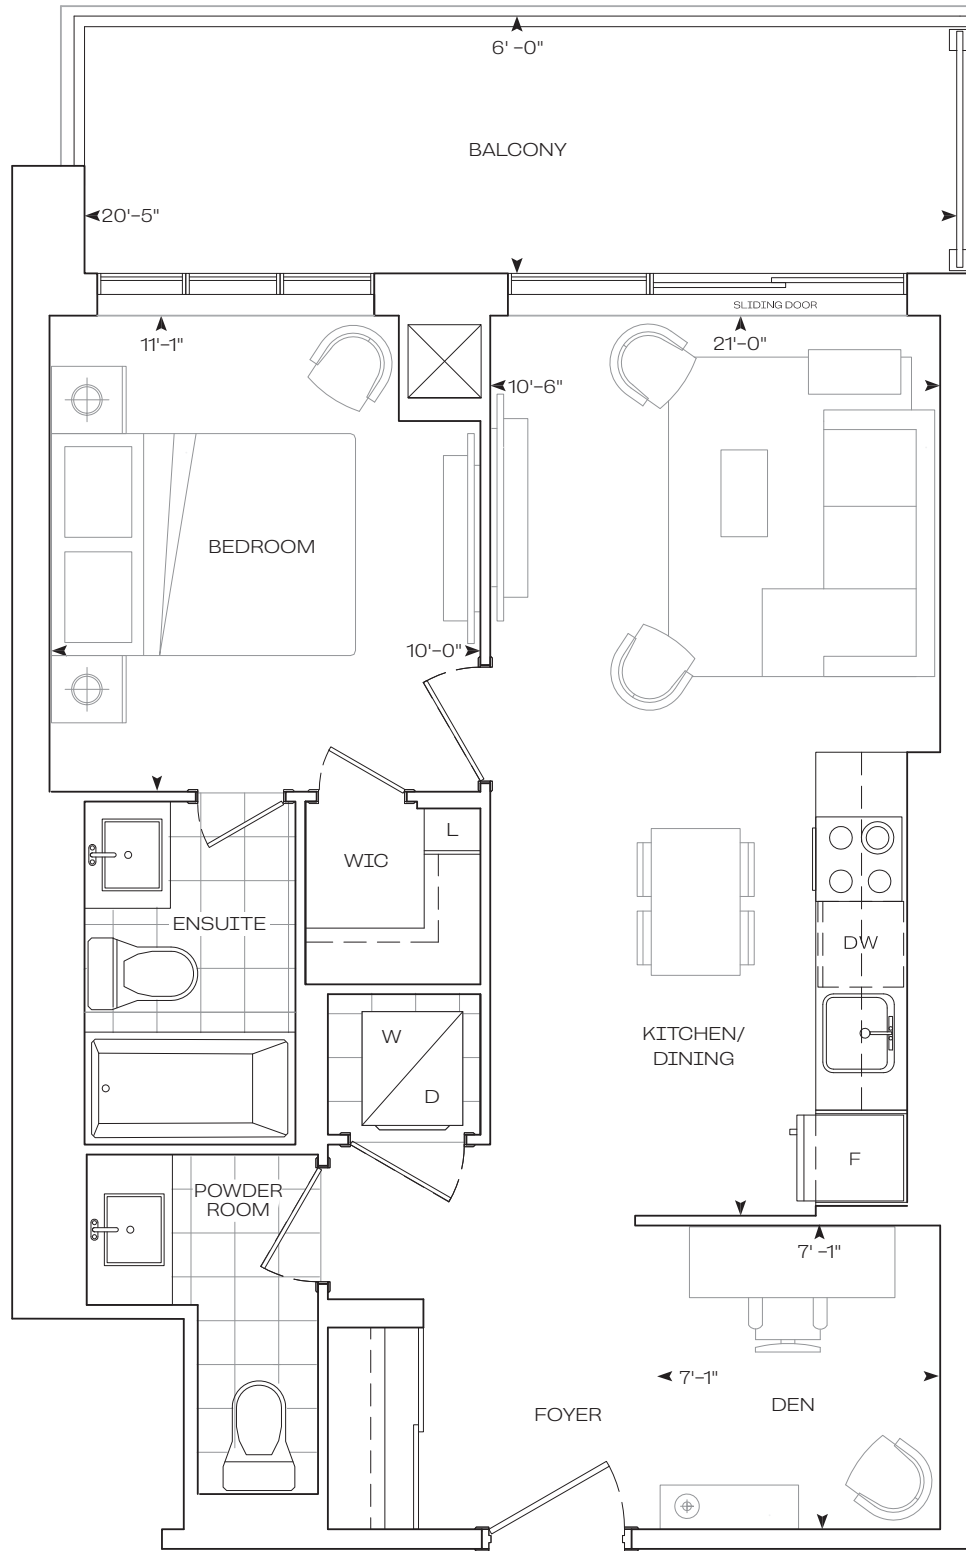 6'-0"
BALCONY
20'-5"
SLIDING DOOR
11'-1"
21'-0"
10'-6"
BEDROOM
10'-0"
L
WIC
ENSUITE
DW
W
KITCHEN/
DINING
D
F
POWDER
ROOM
7'-1"
7'-1"
DEN
FOYER